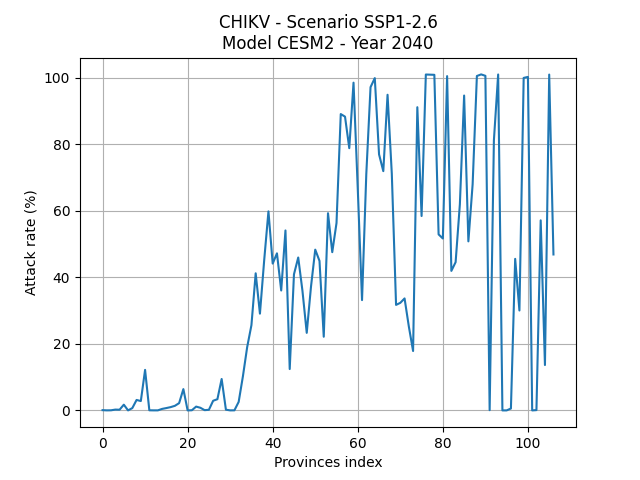 CHIKV - Scenario SSP1-2.6
Model CESM2 - Year 2040
Attack rate (%)
100
80
60
40
20
0
0 20 40 60 80 100
Provinces index